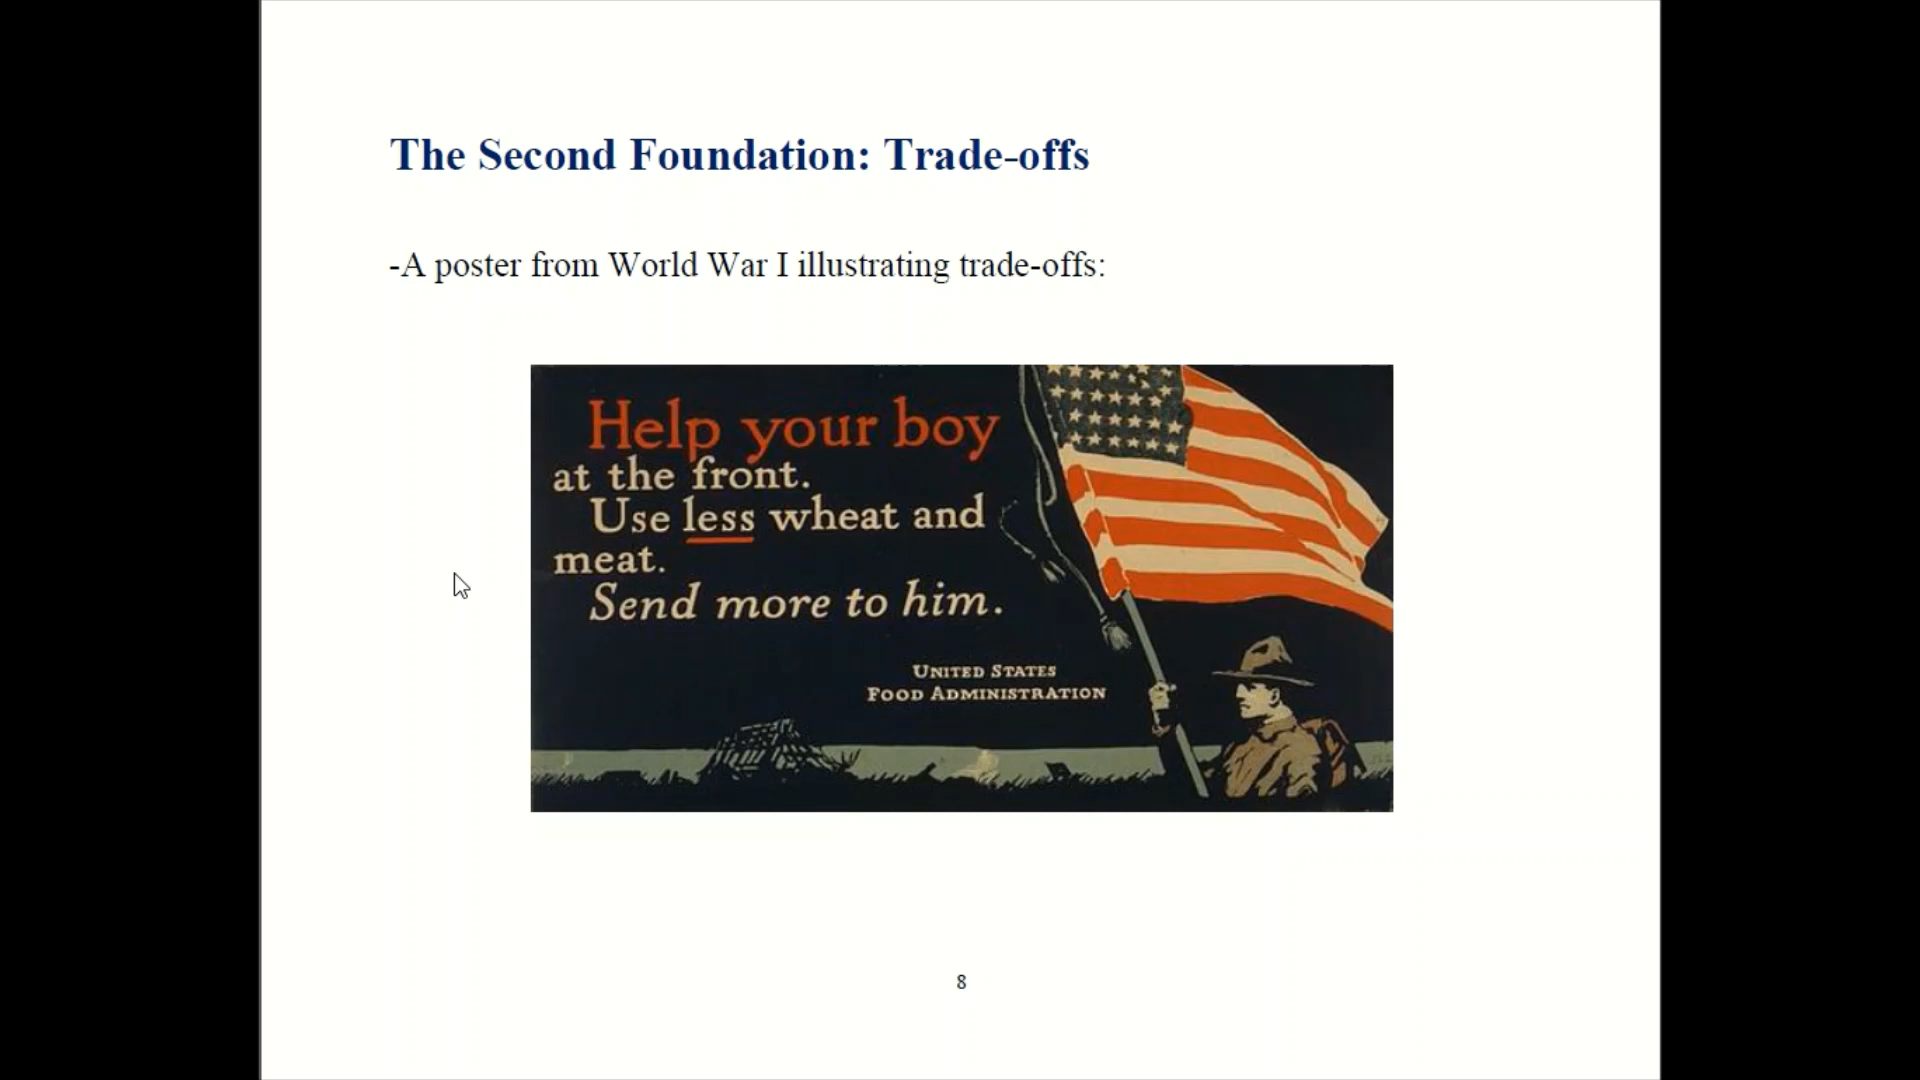 The Second Foundation: Trade-offs
-A poster from World War I illustrating trade-offs:
Help your boy
at the front.
Use less wheat and
meat.
Send more to him.
UNITED STATES
FOOD ADMINISTRATION
8